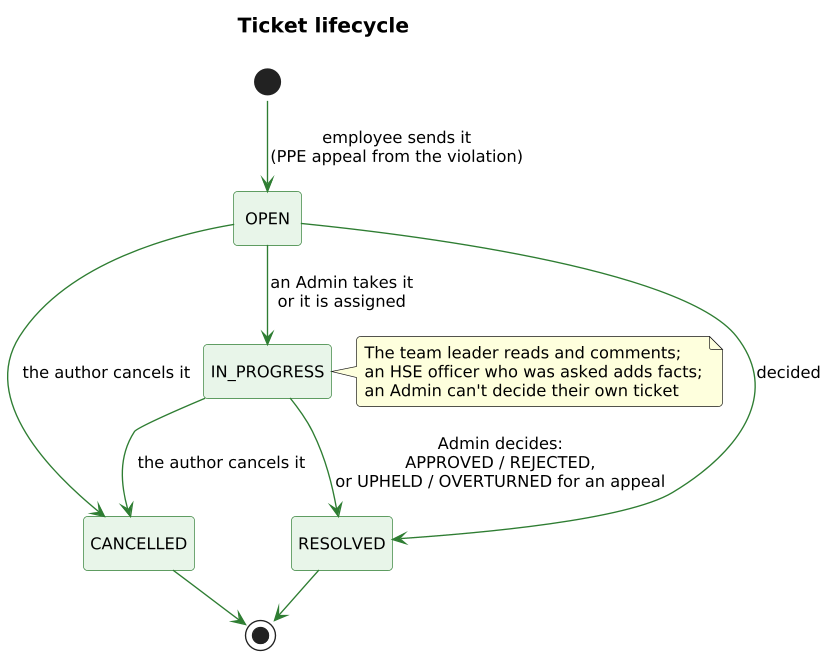 Ticket lifecycle
employee sends it
(PPE appeal from the violation)
OPEN
an Admin takes it
or it is assigned
the author cancels it
IN_PROGRESS
The team leader reads and comments;
an HSE officer who was asked adds facts;
an Admin can't decide their own ticket
decided
the author cancels it
Admin decides:
APPROVED / REJECTED,
or UPHELD / OVERTURNED for an appeal
CANCELLED
RESOLVED